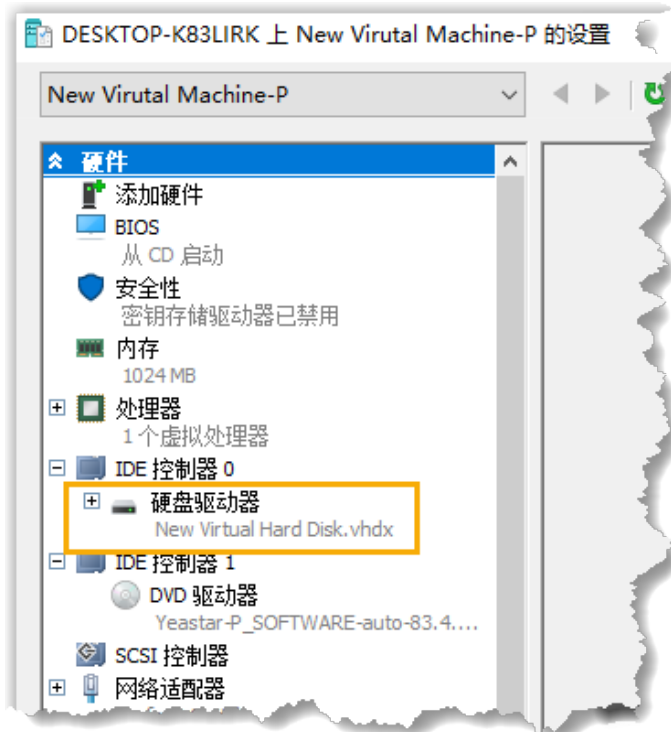 DESKTOP-K83LIRK 上 New Virutal Machine-P 的设置
New Virutal Machine-P
硬件
添加硬件
BIOS
从 CD 启动
安全性
密钥存储驱动器已禁用
内存
1024 MB
处理器
1 个虚拟处理器
IDE 控制器 0
硬盘驱动器
New Virtual Hard Disk.vhdx
IDE 控制器 1
DVD 驱动器
Yeastar-P_SOFTWARE-auto-83.4....
SCSI 控制器
网络适配器